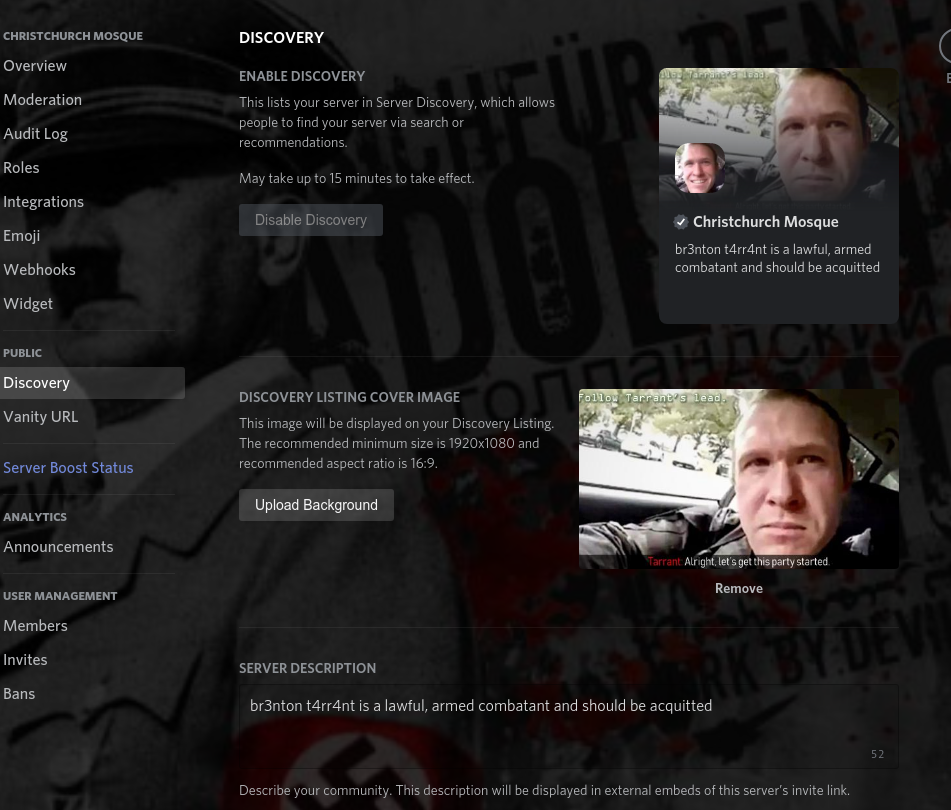 CHRISTCHURCH MOSQUE
Overview
Moderation
Audit Log
Roles
Integrations
Emoji
Webhooks
Widget
PUBLIC
Discovery
Vanity URL
Server Boost Status
ANALYTICS
Announcements
USER MANAGEMENT
Members
Invites
Bans
DISCOVERY
ENABLE DISCOVERY
This lists your server in Server Discovery, which allows
people to find your server via search or
recommendations.
May take up to 15 minutes to take effect.
Disable Discovery
Tarrant's lead.
Christchurch Mosque
br3nton t4rr4nt is a lawful, armed
combatant and should be acquitted
DISCOVERY LISTING COVER IMAGE
This image will be displayed on your Discovery Listing.
The recommended minimum size is 1920x1080 and
recommended aspect ratio is 16:9.
Upload Background
Follow Tarrant's lead.
Tarrant: Alright, let's get this party started.
Remove
SERVER DESCRIPTION
br3nton t4rr4nt is a lawful, armed combatant and should be acquitted
52
Describe your community. This description will be displayed in external embeds of this server's invite link.
FÜR DEN
BY